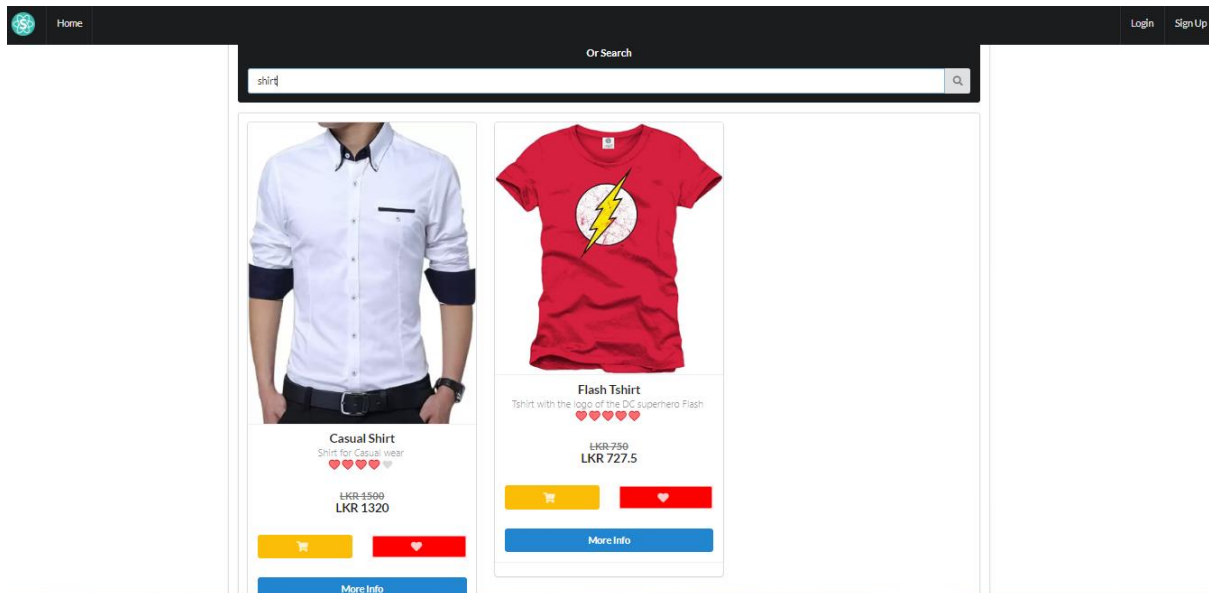 S
Home
Login
Sign Up
Or Search
shirt
Casual Shirt
Shirt for Casual wear
LKR 1500
LKR 1320
More Info
Flash Tshirt
Tshirt with the logo of the DC superhero Flash
LKR 750
LKR 727.5
More Info